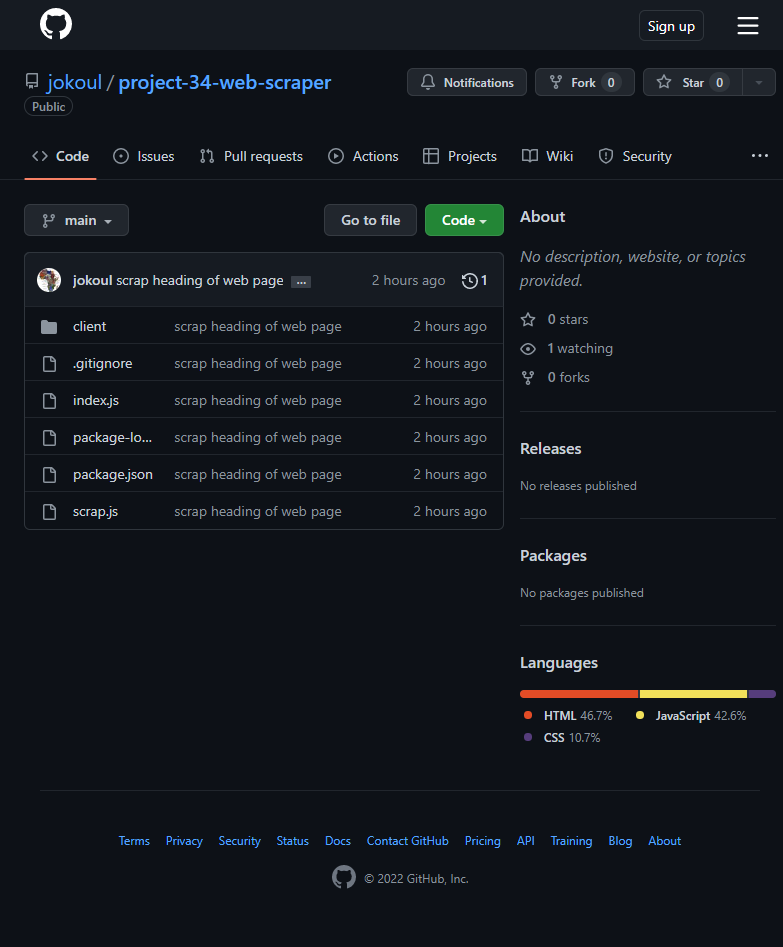 Sign up
jokoul / project-34-web-scraper
Public
Notifications
Fork 0
Star 0
Code
Issues
Pull requests
Actions
Projects
Wiki
Security
...
main
Go to file
Code
jokoul scrap heading of web page ... 2 hours ago 1
client scrap heading of web page 2 hours ago
.gitignore scrap heading of web page 2 hours ago
index.js scrap heading of web page 2 hours ago
package-lo... scrap heading of web page 2 hours ago
package.json scrap heading of web page 2 hours ago
scrap.js scrap heading of web page 2 hours ago
About
No description, website, or topics
provided.
0 stars
1 watching
0 forks
Releases
No releases published
Packages
No packages published
Languages
HTML 46.7% JavaScript 42.6%
CSS 10.7%
Terms Privacy Security Status Docs Contact GitHub Pricing API Training Blog About
© 2022 GitHub, Inc.